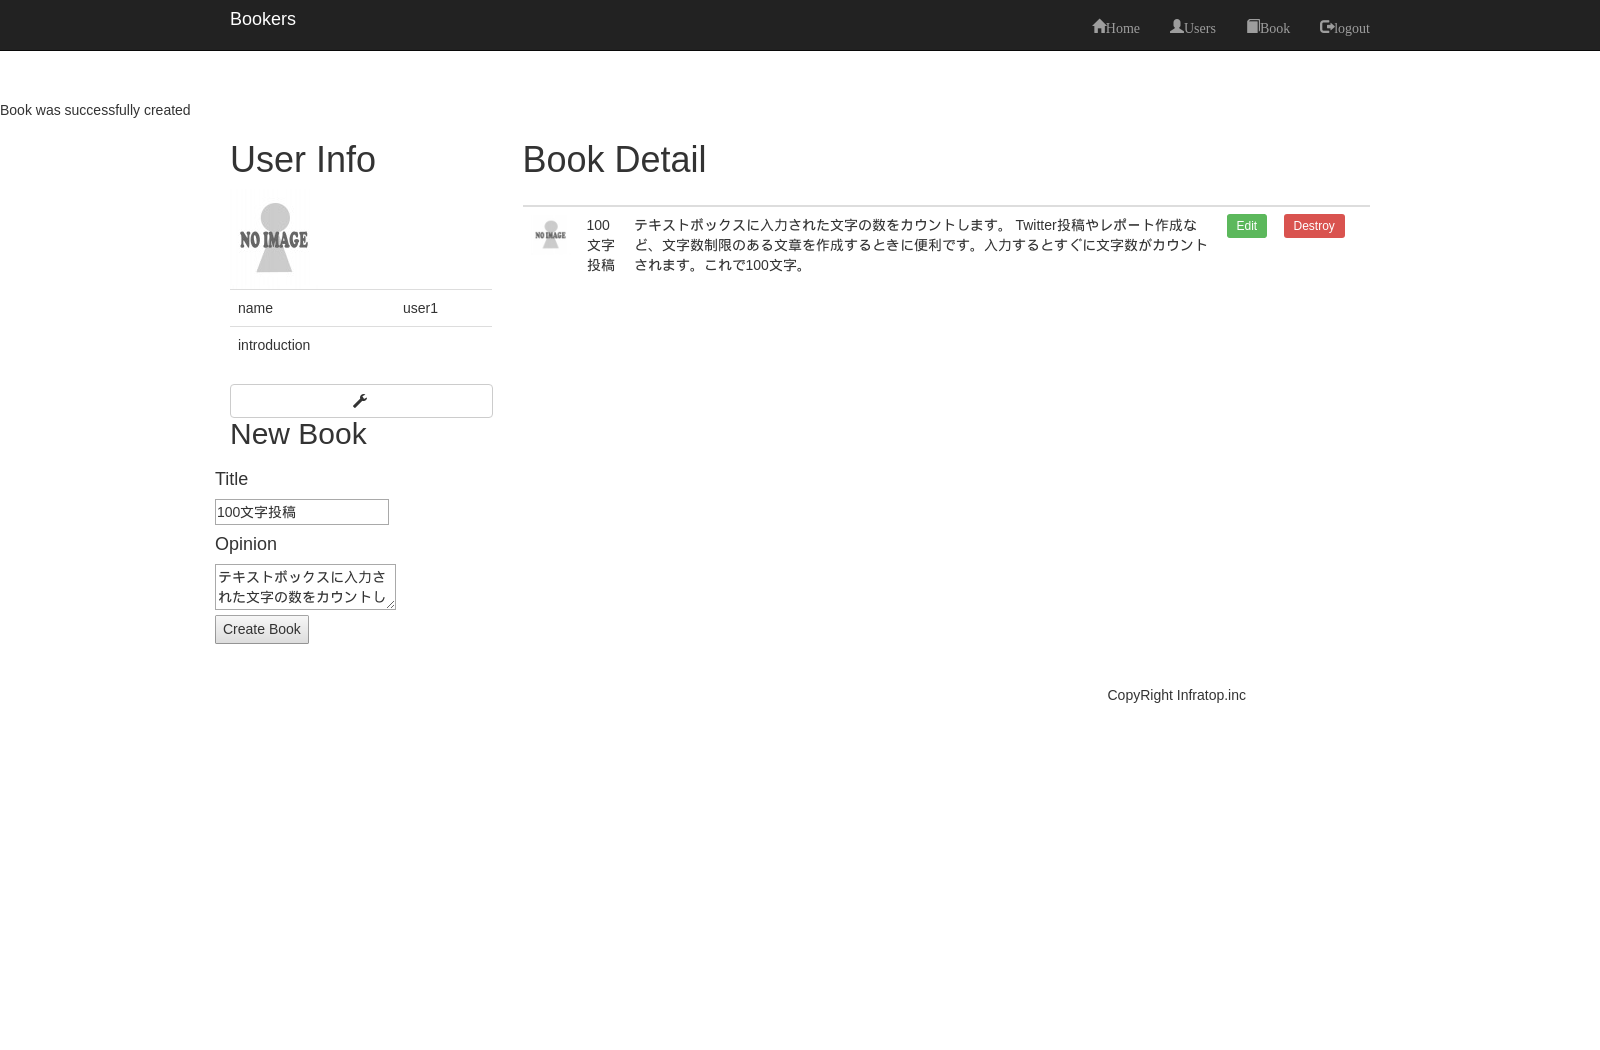 Bookers
Home
Users
Book
logout
Book was successfully created
User Info
NO IMAGE
name user1
introduction
New Book
Title
100文字投稿
Opinion
テキストボックスに入力さ
れた文字の数をカウントし
Create Book
Book Detail
NO IMAGE
100
文字
投稿
テキストボックスに入力された文字の数をカウントします。 Twitter投稿やレポート作成な
ど、文字数制限のある文章を作成するときに便利です。入力するとすぐに文字数がカウント
されます。これで100文字。
Edit
Destroy
CopyRight Infratop.inc